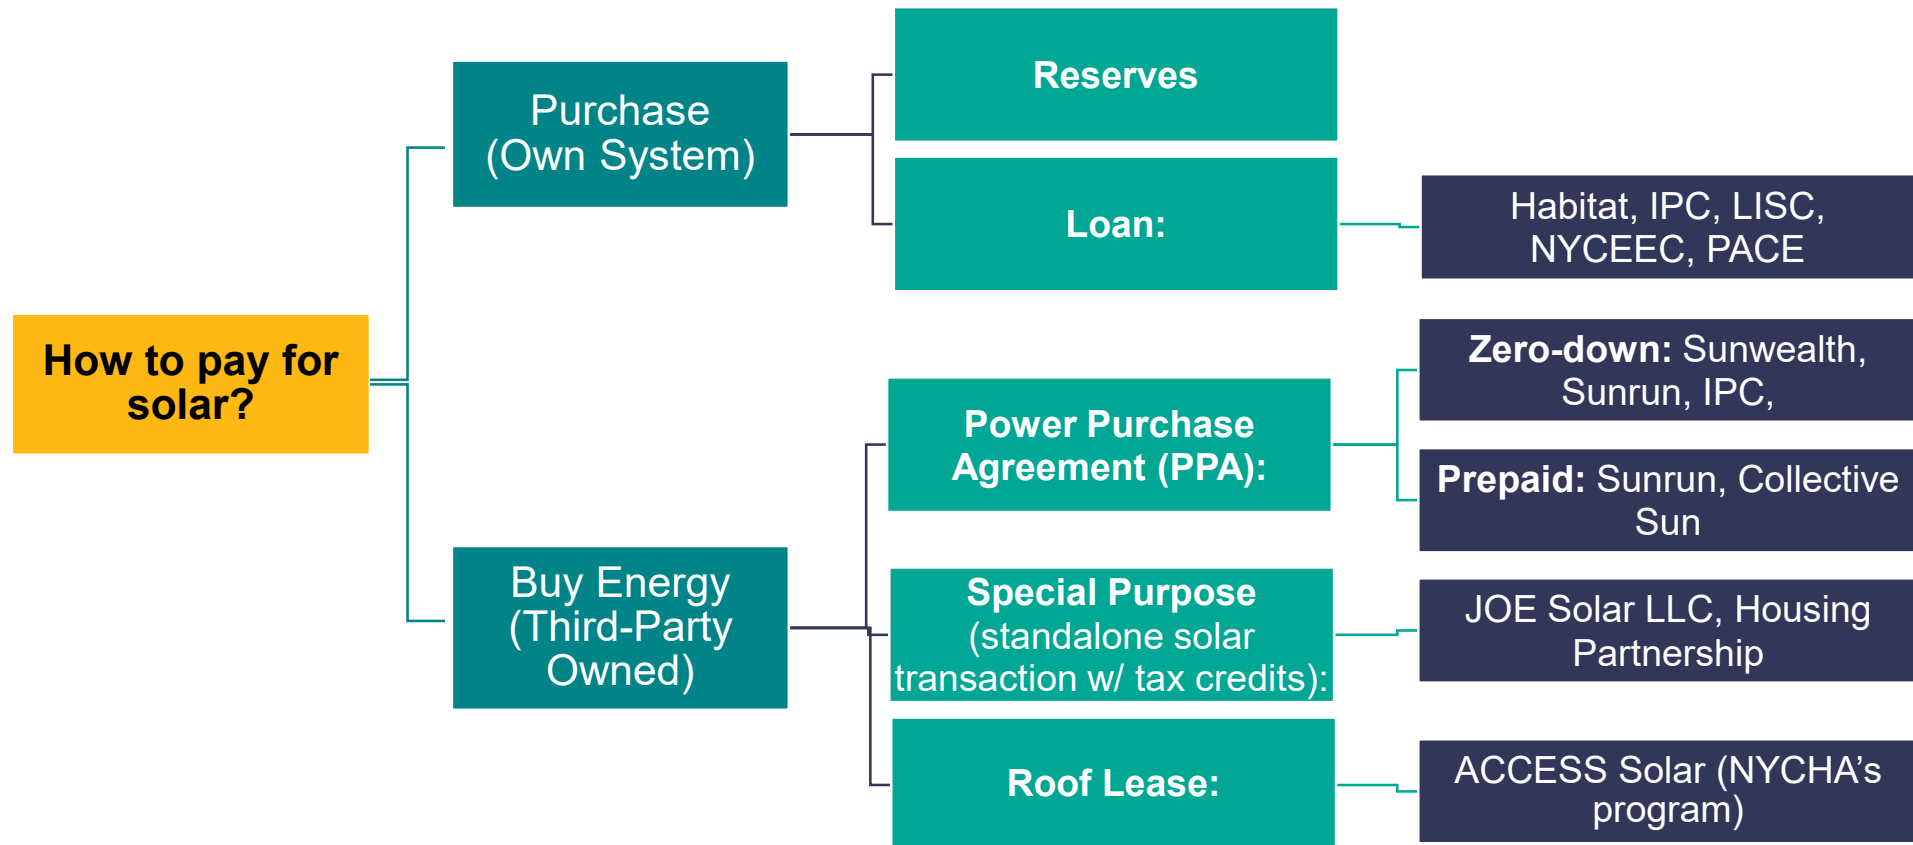 How to pay for
solar?
Purchase
(Own System)
Reserves
Loan:
Habitat, IPC, LISC,
NYCEEC, PACE
Buy Energy
(Third-Party
Owned)
Power Purchase
Agreement (PPA):
Zero-down: Sunwealth,
Sunrun, IPC,
Prepaid: Sunrun, Collective
Sun
Special Purpose
(standalone solar
transaction w/ tax credits):
JOE Solar LLC, Housing
Partnership
Roof Lease:
ACCESS Solar (NYCHA’s
program)